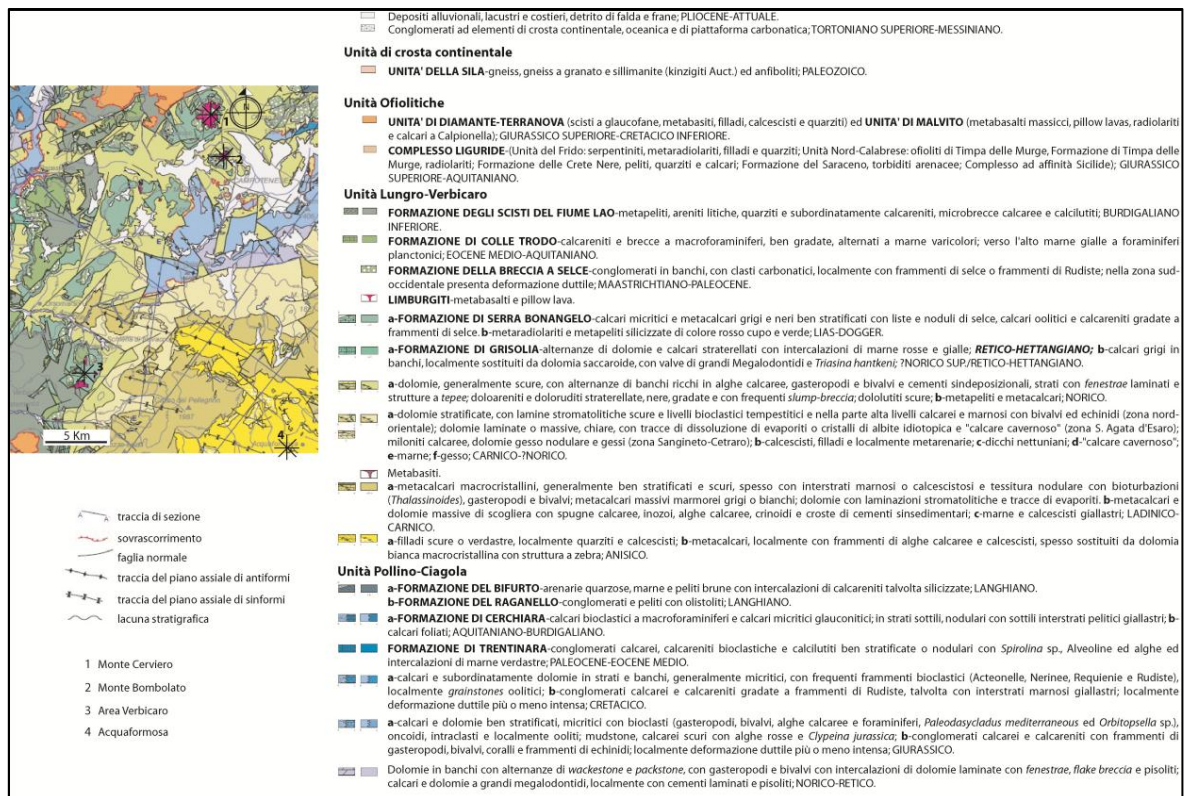 Depositi alluvionali, lacustri e costieri, detrito di falda e frane; PLIOCENE-ATTUALE.
Conglomerati ad elementi di crosta continentale, oceanica e di piattaforma carbonatica; TORTONIANO SUPERIORE-MESSINIANO.
Unità di crosta continentale
UNITA' DELLA SILA-gneiss, gneiss a granato e sillimanite (kinzigiti Auct.) ed anfiboliti; PALEOZOICO.
Unità Ofiolitiche
UNITA' DI DIAMANTE-TERRANOVA (scisti a glaucofane, metabasiti, filladi, calcescisti e quarziti) ed UNITA' DI MALVITO (metabasalti massicci, pillow lavas, radiolariti
e calcari a Calpionella); GIURASSICO SUPERIORE-CRETACICO INFERIORE.
COMPLESSO LIGURIDE-(Unità del Frido: serpentiniti, metaradiolariti, filladi e quarziti; Unità Nord-Calabrese: ofioliti di Timpa delle Murge, Formazione di Timpa delle
Murge, radiolariti; Formazione delle Crete Nere, peliti, quarziti e calcari; Formazione del Saraceno, torbiditi arenacee; Complesso ad affinità Sicilide); GIURASSICO
SUPERIORE-AQUITANIANO.
Unità Lungro-Verbicaro
FORMAZIONE DEGLI SCISTI DEL FIUME LAO-metapeliti, areniti litiche, quarziti e subordinatamente calcareniti, microbrecce calcaree e calcilutiti; BURDIGALIANO
INFERIORE.
FORMAZIONE DI COLLE TRODO-calcareniti e brecce a macroforaminiferi, ben gradate, alternati a marne varicolori; verso l'alto marne gialle a foraminiferi
planctonici; EOCENE MEDIO-AQUITANIANO.
FORMAZIONE DELLA BRECCIA A SELCE-conglomerati in banchi, con clasti carbonatici, localmente con frammenti di selce o frammenti di Rudiste; nella zona sud-
occidentale presenta deformazione duttile; MAASTRICHTIANO-PALEOCENE.
LIMBURGITI-metabasalti e pillow lava.
a-FORMAZIONE DI SERRA BONANGELO-calcari micritici e metacalcari grigi e neri ben stratificati con liste e noduli di selce, calcari oolitici e calcareniti gradate a
frammenti di selce. b-metaradiolariti e metapeliti silicizzate di colore rosso cupo e verde; LIAS-DOGGER.
a-FORMAZIONE DI GRISOLIA-alternanze di dolomie e calcari straterellati con intercalazioni di marne rosse e gialle; RETICO-HETTANGIANO; b-calcari grigi in
banchi, localmente sostituiti da dolomia saccaroide, con valve di grandi Megalodontidi e Triasina hantkeni; ?NORICO SUP./RETICO-HETTANGIANO.
a-dolomie, generalmente scure, con alternanze di banchi ricchi in alghe calcaree, gasteropodi e bivalvi e cementi sindeposizionali, strati con fenestrae laminati e
strutture a tepee; doloareniti e doloruditi straterellate, nere, gradate e con frequenti slump-breccia; dololutiti scure; b-metapeliti e metacalcari; NORICO.
a-dolomie stratificate, con lamine stromatolitiche scure e livelli bioclastici tempestitici e nella parte alta livelli calcarei e marnosi con bivalvi ed echinidi (zona nord-
orientale); dolomie laminate o massive, chiare, con tracce di dissoluzione di evaporiti o cristalli di albite idiotopica e "calcare cavernoso" (zona S. Agata d'Esaro);
miloniti calcaree, dolomie gesso nodulare e gessi (zona Sangineto-Cetraro); b-calcescisti, filladi e localmente metarenarie; c-dicchi nettuniani; d-"calcare cavernoso";
e-marne; f-gesso; CARNICO-?NORICO.
Metabasiti.
a-metacalcari macrocristallini, generalmente ben stratificati e scuri, spesso con interstrati marnosi o calcescistosi e tessitura nodulare con bioturbazioni
(Thalassinoides), gasteropodi e bivalvi; metacalcari massivi marmorei grigi o bianchi; dolomie con laminazioni stromatolitiche e tracce di evaporiti. b-metacalcari e
dolomie massive di scogliera con spugne calcaree, inozoi, alghe calcaree, crinoidi e croste di cementi sinsedimentari; c-marne e calcescisti giallastri; LADINICO-
CARNICO.
a-filladi scure o verdastre, localmente quarziti e calcescisti; b-metacalcari, localmente con frammenti di alghe calcaree e calcescisti, spesso sostituiti da dolomia
bianca macrocristallina con struttura a zebra; ANISICO.
Unità Pollino-Ciagola
a-FORMAZIONE DEL BIFURTO-arenarie quarzose, marne e peliti brune con intercalazioni di calcareniti talvolta silicizzate; LANGHIANO.
b-FORMAZIONE DEL RAGANELLO-conglomerati e peliti con olistoliti; LANGHIANO.
a-FORMAZIONE DI CERCHIARA-calcari bioclastici a macroforaminiferi e calcari micritici glauconitici; in strati sottili, nodulari con sottili interstrati pelitici giallastri; b-
calcari foliati; AQUITANIANO-BURDIGALIANO.
FORMAZIONE DI TRENTINARA-conglomerati calcarei, calcareniti bioclastiche e calcilutiti ben stratificate o nodulari con Spirolina sp., Alveoline ed alghe ed
intercalazioni di marne verdastre; PALEOCENE-EOCENE MEDIO.
a-calcari e subordinatamente dolomie in strati e banchi, generalmente micritici, con frequenti frammenti bioclastici (Acteonelle, Nerinee, Requienie e Rudiste),
localmente grainstones oolitici; b-conglomerati calcarei e calcareniti gradate a frammenti di Rudiste, talvolta con interstrati marnosi giallastri; localmente
deformazione duttile più o meno intensa; CRETACICO.
a-calcari e dolomie ben stratificati, micritici con bioclasti (gasteropodi, bivalvi, alghe calcaree e foraminiferi, Paleodasycladus mediterraneous ed Orbitopsella sp.),
oncoidi, intraclasti e localmente ooliti; mudstone, calcari scuri con alghe rosse e Clypeina jurassica; b-conglomerati calcarei e calcareniti con frammenti di
gasteropodi, bivalvi, coralli e frammenti di echinidi; localmente deformazione duttile più o meno intensa; GIURASSICO.
Dolomie in banchi con alternanze di wackestone e packstone, con gasteropodi e bivalvi con intercalazioni di dolomie laminate con fenestrae, flake breccia e pisoliti;
calcari e dolomie a grandi megalodontidi, localmente con cementi laminati e pisoliti; NORICO-RETICO.
N
1
2
3
4
5 Km
traccia di sezione
sovrascorrimento
faglia normale
traccia del piano assiale di antiformi
traccia del piano assiale di sinformi
lacuna stratigrafica
1 Monte Cerviero
2 Monte Bombolato
3 Area Verbicaro
4 Acquaformosa